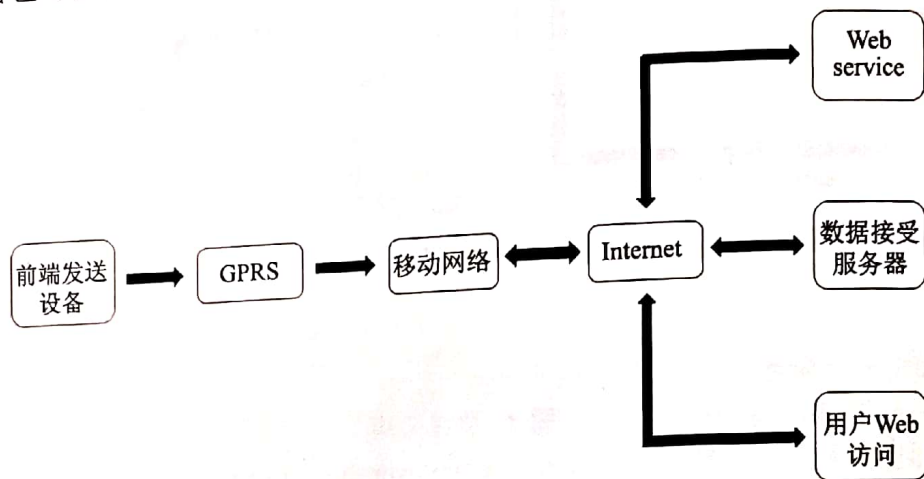 Web
service
前端发送
设备
GPRS
移动网络
Internet
数据接受
服务器
用户Web
访问